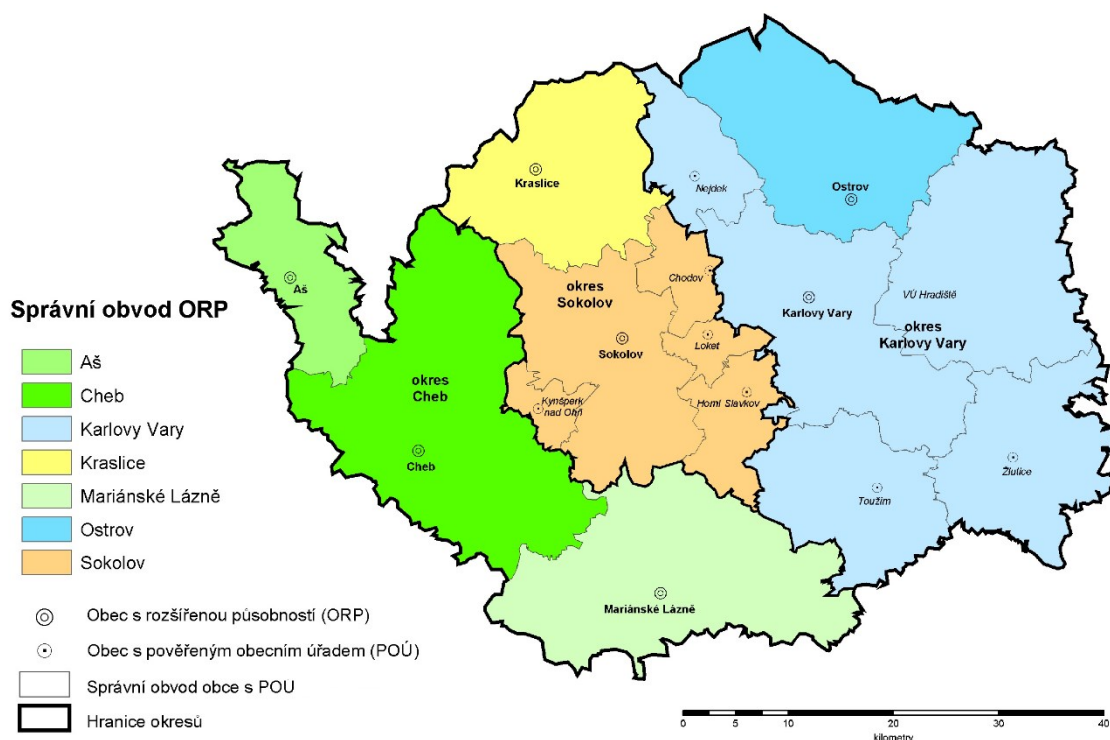 Kraslice
Nejdek
Ostrov
Aš
okres
Sokolov
Chodov
Karlovy Vary
VÚ Hradiště
okres
Karlovy Vary
Sokolov
Loket
okres
Cheb
Kynšperk
nad Ohří
Horní Slavkov
Cheb
Toužim
Žlutice
Mariánské Lázně
Správní obvod ORP
Aš
Cheb
Karlovy Vary
Kraslice
Mariánské Lázně
Ostrov
Sokolov
Obec s rozšířenou působností (ORP)
Obec s pověřeným obecním úřadem (POÚ)
Správní obvod obce s POU
Hranice okresů
0 5 10 20 30 40
kilometry